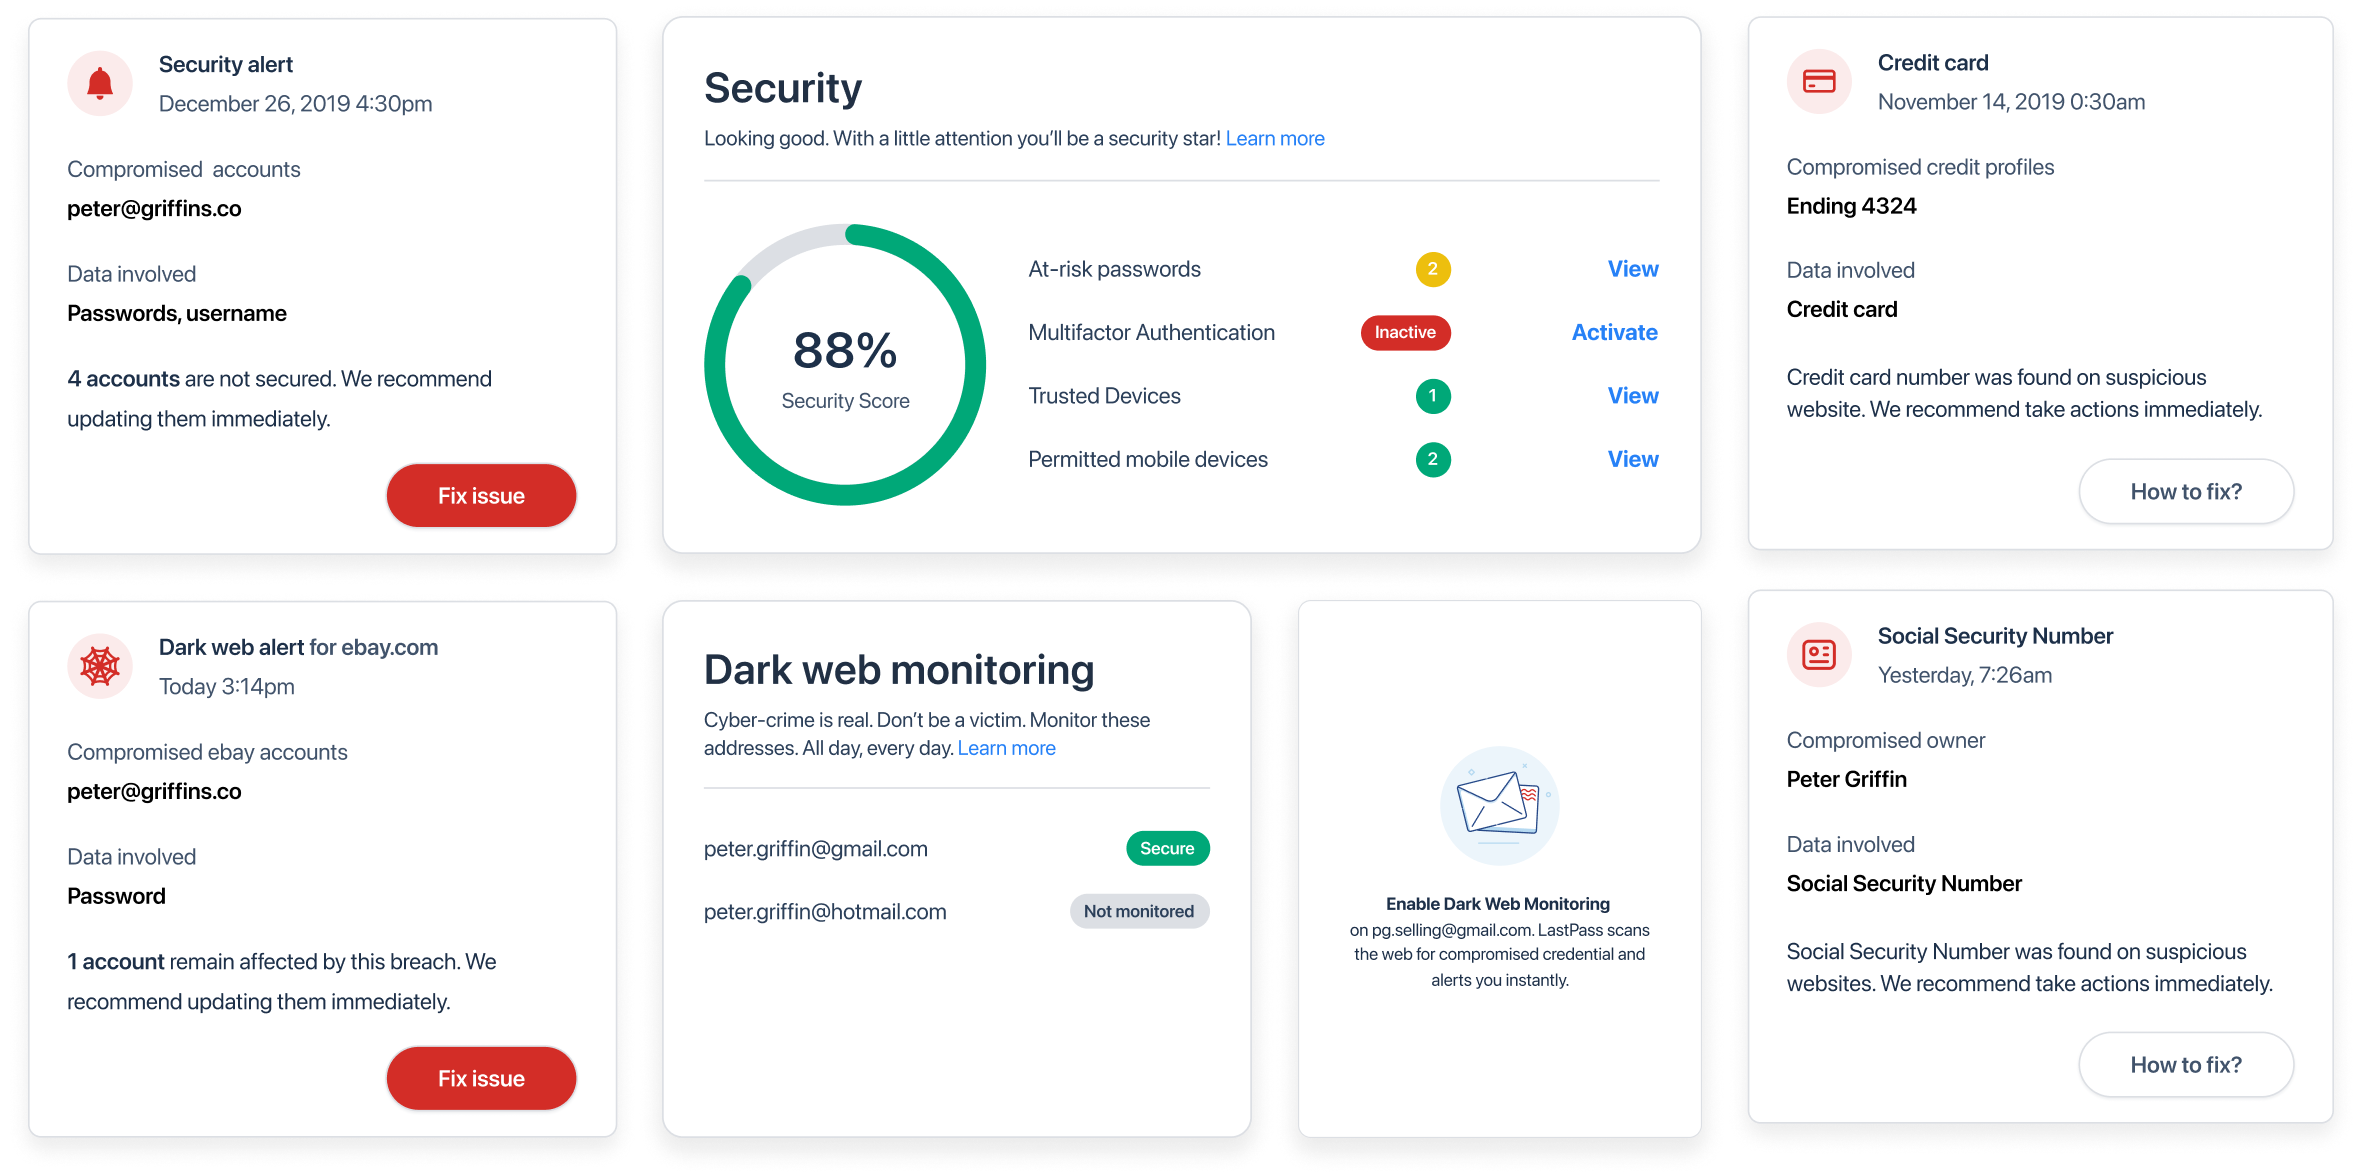 Security alert
December 26, 2019 4:30pm
Compromised  accounts
peter@griffins.co
Data involved
Passwords, username
4 accounts are not secured. We recommend
updating them immediately.
Fix issue
Security
Looking good. With a little attention you’ll be a security star! Learn more
88%
Security Score
At-risk passwords 2 View
Multifactor Authentication Inactive Activate
Trusted Devices 1 View
Permitted mobile devices 2 View
Credit card
November 14, 2019 0:30am
Compromised credit profiles
Ending 4324
Data involved
Credit card
Credit card number was found on suspicious
website. We recommend take actions immediately.
How to fix?
Dark web alert for ebay.com
Today 3:14pm
Compromised ebay accounts
peter@griffins.co
Data involved
Password
1 account remain affected by this breach. We
recommend updating them immediately.
Fix issue
Dark web monitoring
Cyber-crime is real. Don’t be a victim. Monitor these
addresses. All day, every day. Learn more
peter.griffin@gmail.com Secure
peter.griffin@hotmail.com Not monitored
Enable Dark Web Monitoring
on pg.selling@gmail.com. LastPass scans
the web for compromised credential and
alerts you instantly.
Social Security Number
Yesterday, 7:26am
Compromised owner
Peter Griffin
Data involved
Social Security Number
Social Security Number was found on suspicious
websites. We recommend take actions immediately.
How to fix?